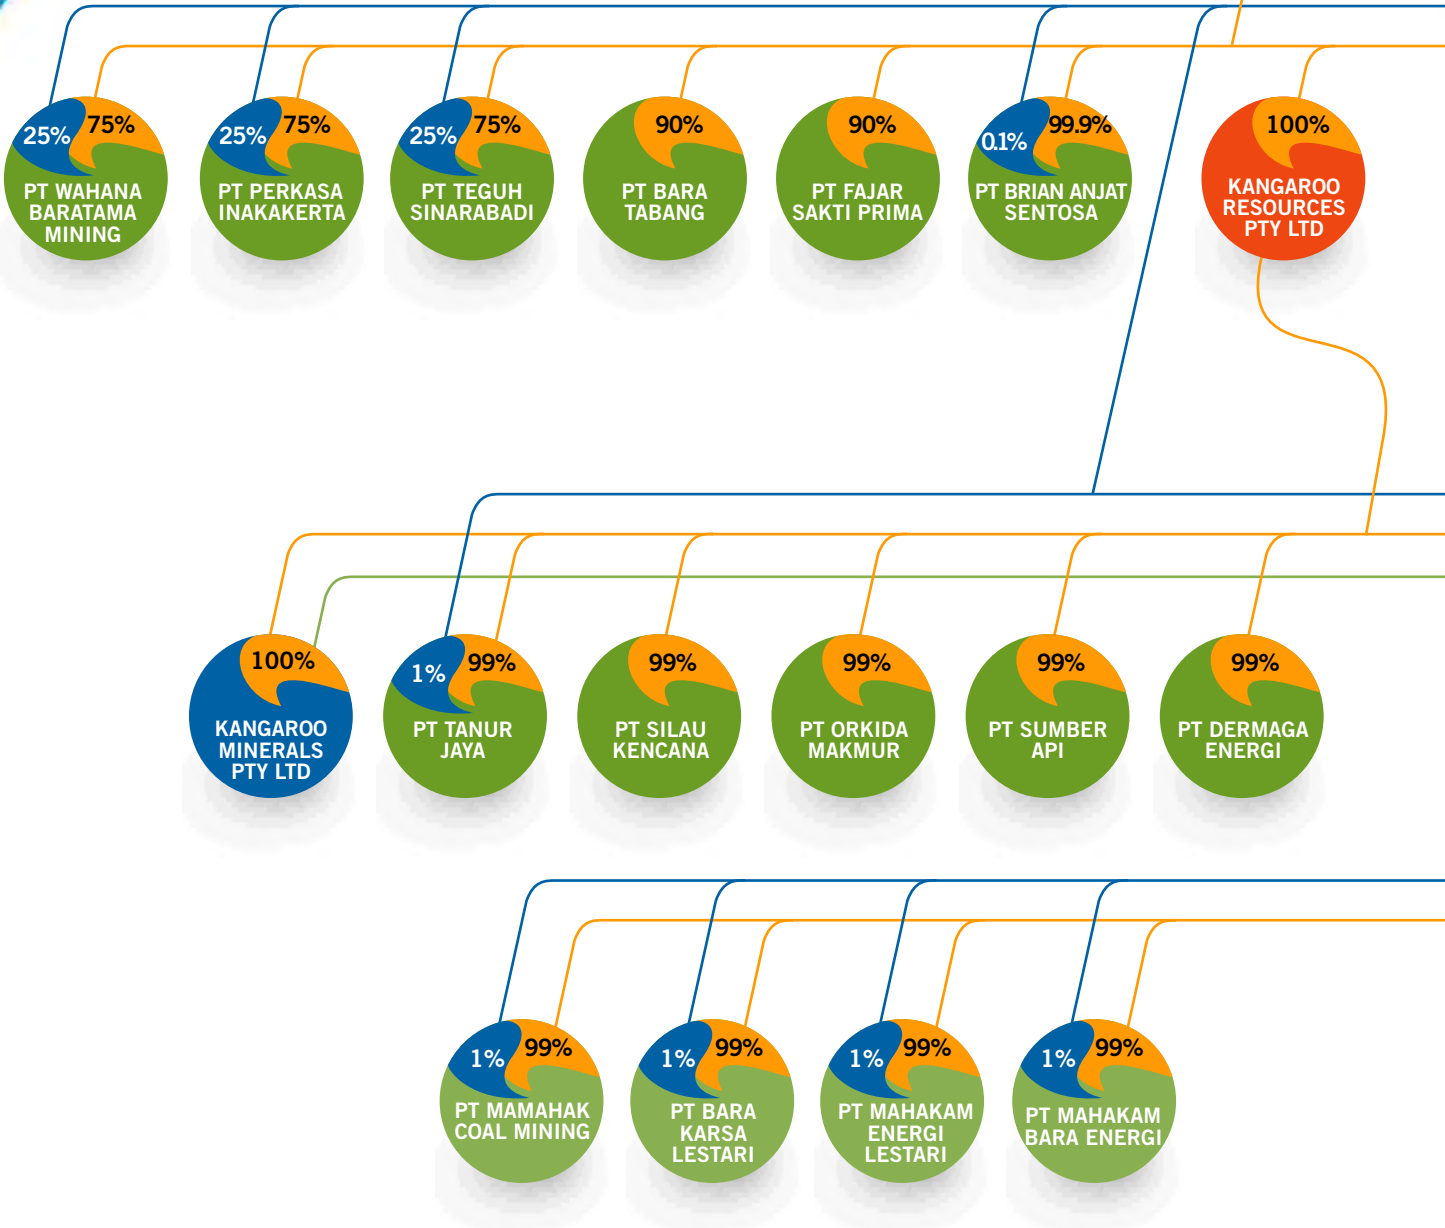 25% 75%
PT WAHANA
BARATAMA
MINING
25% 75%
PT PERKASA
INAKAKERTA
25% 75%
PT TEGUH
SINARABADI
90%
PT BARA
TABANG
90%
PT FAJAR
SAKTI PRIMA
0.1% 99.9%
PT BRIAN ANJAT
SENTOSA
100%
KANGAROO
RESOURCES
PTY LTD
100%
KANGAROO
MINERALS
PTY LTD
1% 99%
PT TANUR
JAYA
99%
PT SILAU
KENCANA
99%
PT ORKIDA
MAKMUR
99%
PT SUMBER
API
99%
PT DERMAGA
ENERGI
1% 99%
PT MAMAHAK
COAL MINING
1% 99%
PT BARA
KARSA
LESTARI
1% 99%
PT MAHAKAM
ENERGI
LESTARI
1% 99%
PT MAHAKAM
BARA ENERGI